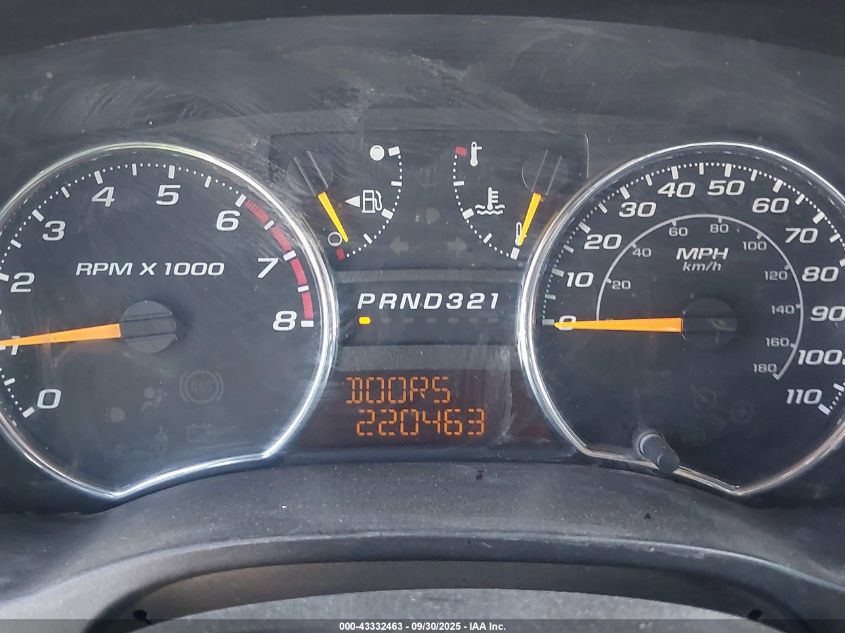 0 1 2 3 4 5 6 7 8
RPM X 1000
PRND321
DOORS
220463
0 10 20 30 40 50 60 70 80 90 100 110
MPH
km/h
20 40 60 80 100 120 140 160 180
000-43332463 - 09/30/2025 - IAA Inc.